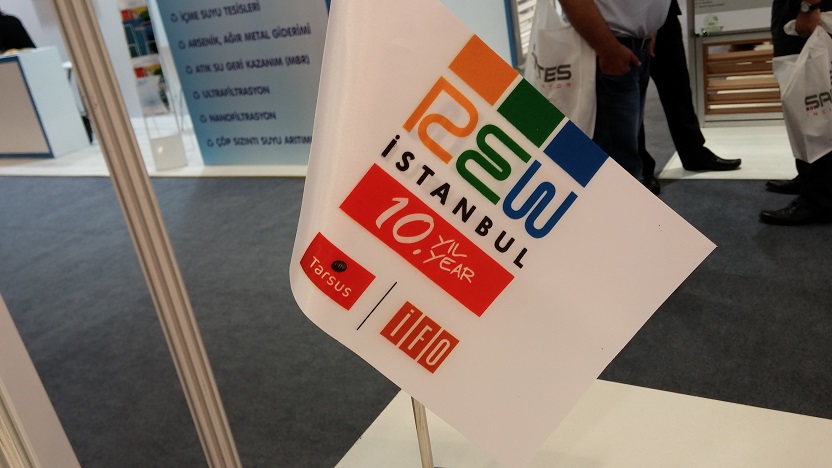 İÇME SUYU TESİSLERİ
ARSENİK, AĞIR METAL GİDERİMİ
ATIK SU GERİ KAZANIM (MBR)
ULTRAFİLTRASYON
NANOFİLTRASYON
ÇÖP SIZINTI SUYU ARITIMI
REW
İSTANBUL
10. YIL
YEAR
Tarsus
İFO